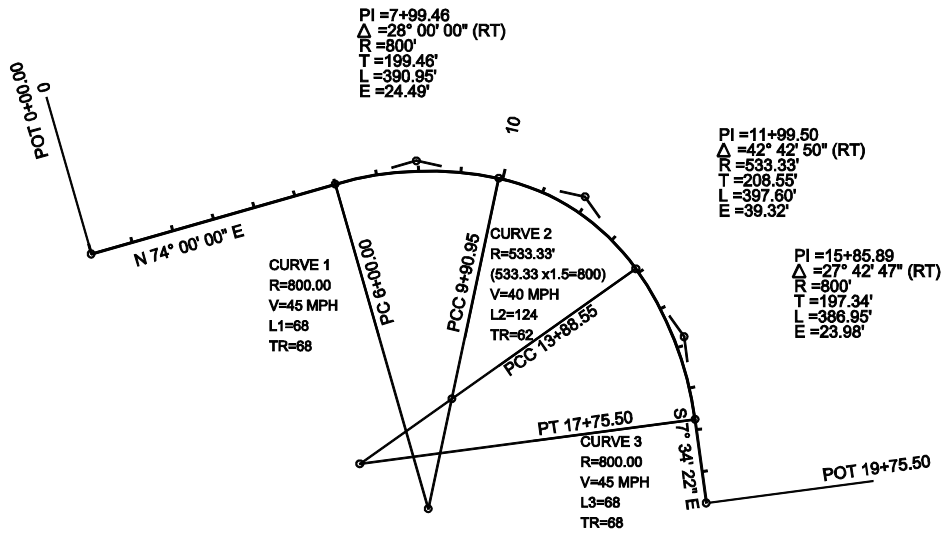 PI =7+99.46
Δ =28° 00' 00" (RT)
R =800'
T =199.46'
L =390.95'
E =24.49'
POT 0+00.00
0
10
PI =11+99.50
Δ =42° 42' 50" (RT)
R =533.33'
T =208.55'
L =397.60'
E =39.32'
N 74° 00' 00" E
PI =15+85.89
Δ =27° 42' 47" (RT)
R =800'
T =197.34'
L =386.95'
E =23.98'
CURVE 1
R=800.00
V=45 MPH
L1=68
TR=68
PC 6+00.00
PCC 9+90.95
CURVE 2
R=533.33'
(533.33 x1.5=800)
V=40 MPH
L2=124
TR=62
PCC 13+88.55
PT 17+75.50
CURVE 3
R=800.00
V=45 MPH
L3=68
TR=68
S 7° 34' 22" E
POT 19+75.50